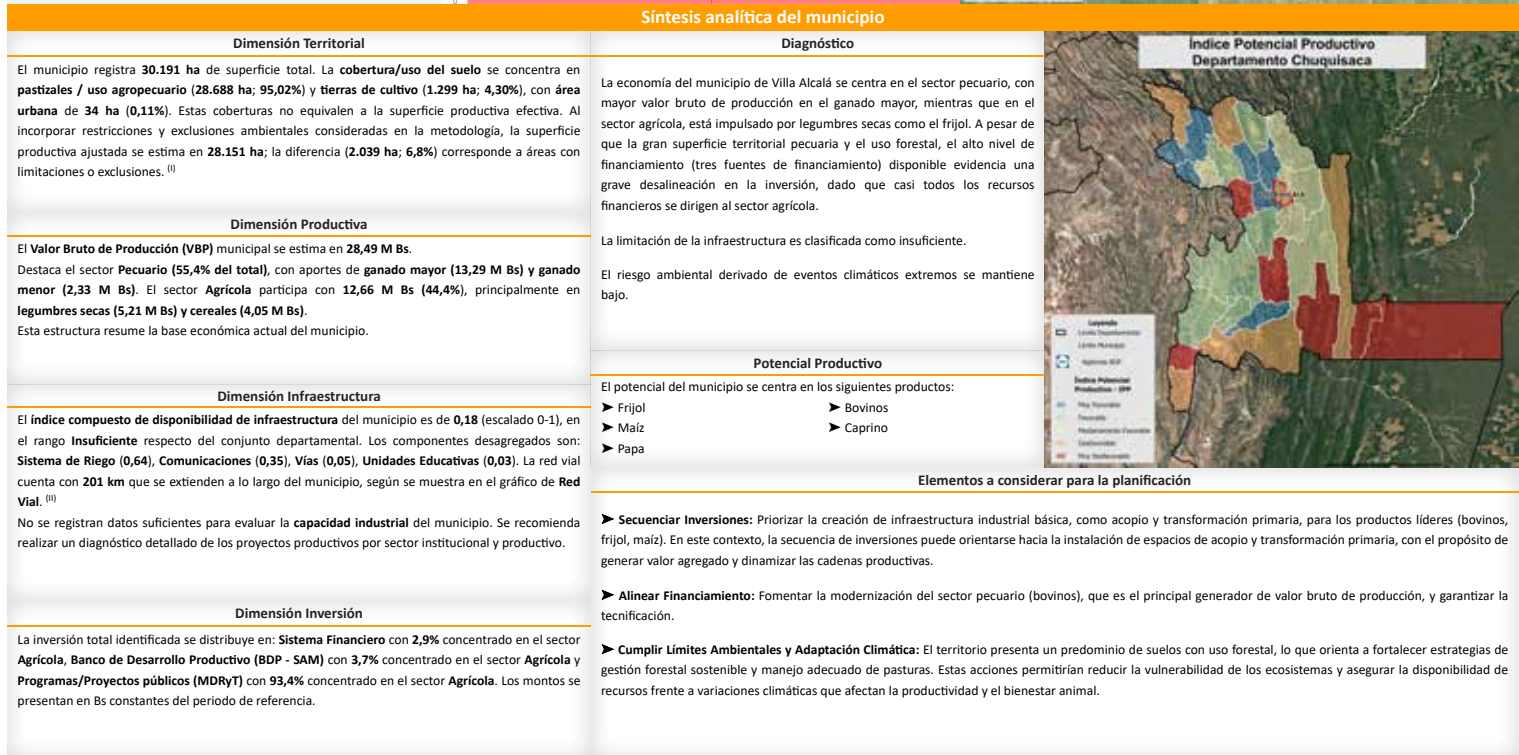 Síntesis analítica del municipio
Dimensión Territorial
El municipio registra 30.191 ha de superficie total. La cobertura/uso del suelo se concentra en
pastizales / uso agropecuario (28.688 ha; 95,02%) y tierras de cultivo (1.299 ha; 4,30%), con área
urbana de 34 ha (0,11%). Estas coberturas no equivalen a la superficie productiva efectiva. Al
incorporar restricciones y exclusiones ambientales consideradas en la metodología, la superficie
productiva ajustada se estima en 28.151 ha; la diferencia (2.039 ha; 6,8%) corresponde a áreas con
limitaciones o exclusiones. (I)
Dimensión Productiva
El Valor Bruto de Producción (VBP) municipal se estima en 28,49 M Bs.
Destaca el sector Pecuario (55,4% del total), con aportes de ganado mayor (13,29 M Bs) y ganado
menor (2,33 M Bs). El sector Agrícola participa con 12,66 M Bs (44,4%), principalmente en
legumbres secas (5,21 M Bs) y cereales (4,05 M Bs).
Esta estructura resume la base económica actual del municipio.
Dimensión Infraestructura
El índice compuesto de disponibilidad de infraestructura del municipio es de 0,18 (escalado 0-1), en
el rango Insuficiente respecto del conjunto departamental. Los componentes desagregados son:
Sistema de Riego (0,64), Comunicaciones (0,35), Vías (0,05), Unidades Educativas (0,03). La red vial
cuenta con 201 km que se extienden a lo largo del municipio, según se muestra en el gráfico de Red
Vial. (II)
No se registran datos suficientes para evaluar la capacidad industrial del municipio. Se recomienda
realizar un diagnóstico detallado de los proyectos productivos por sector institucional y productivo.
Dimensión Inversión
La inversión total identificada se distribuye en: Sistema Financiero con 2,9% concentrado en el sector
Agrícola, Banco de Desarrollo Productivo (BDP - SAM) con 3,7% concentrado en el sector Agrícola y
Programas/Proyectos públicos (MDRyT) con 93,4% concentrado en el sector Agrícola. Los montos se
presentan en Bs constantes del periodo de referencia.
Diagnóstico
La economía del municipio de Villa Alcalá se centra en el sector pecuario, con
mayor valor bruto de producción en el ganado mayor, mientras que en el
sector agrícola, está impulsado por legumbres secas como el frijol. A pesar de
que la gran superficie territorial pecuaria y el uso forestal, el alto nivel de
financiamiento (tres fuentes de financiamiento) disponible evidencia una
grave desalineación en la inversión, dado que casi todos los recursos
financieros se dirigen al sector agrícola.
La limitación de la infraestructura es clasificada como insuficiente.
El riesgo ambiental derivado de eventos climáticos extremos se mantiene
bajo.
Potencial Productivo
El potencial del municipio se centra en los siguientes productos:
➤ Frijol
➤ Maíz
➤ Papa
➤ Bovinos
➤ Caprino
Índice Potencial Productivo
Departamento Chuquisaca
Leyenda
Límite Departamental
Límite Municipal
Agencias BDP
Índice Potencial
Productivo - IPP
Muy Favorable
Favorable
Medianamente Favorable
Desfavorable
Muy Desfavorable
Elementos a considerar para la planificación
➤ Secuenciar Inversiones: Priorizar la creación de infraestructura industrial básica, como acopio y transformación primaria, para los productos líderes (bovinos,
frijol, maíz). En este contexto, la secuencia de inversiones puede orientarse hacia la instalación de espacios de acopio y transformación primaria, con el propósito de
generar valor agregado y dinamizar las cadenas productivas.
➤ Alinear Financiamiento: Fomentar la modernización del sector pecuario (bovinos), que es el principal generador de valor bruto de producción, y garantizar la
tecnificación.
➤ Cumplir Límites Ambientales y Adaptación Climática: El territorio presenta un predominio de suelos con uso forestal, lo que orienta a fortalecer estrategias de
gestión forestal sostenible y manejo adecuado de pasturas. Estas acciones permitirían reducir la vulnerabilidad de los ecosistemas y asegurar la disponibilidad de
recursos frente a variaciones climáticas que afectan la productividad y el bienestar animal.